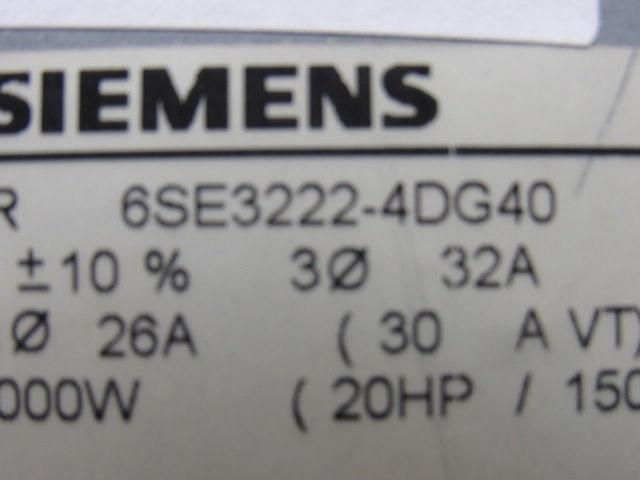 SIEMENS
R 6SE3222-4DG40
±10 % 3Ø 32A
Ø 26A ( 30 A VT)
000W ( 20HP / 150